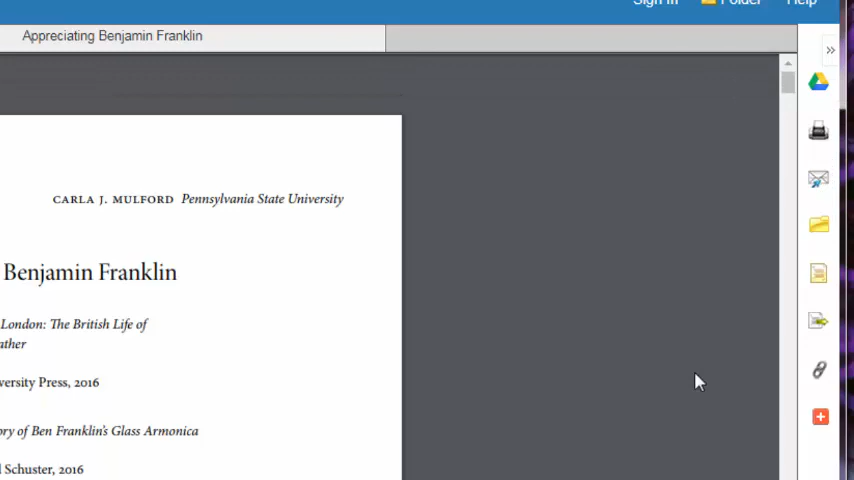 Sign In Folder Help
Appreciating Benjamin Franklin
»
CARLA J. MULFORD Pennsylvania State University
Benjamin Franklin
London: The British Life of
ather
versity Press, 2016
ory of Ben Franklin's Glass Armonica
l Schuster, 2016